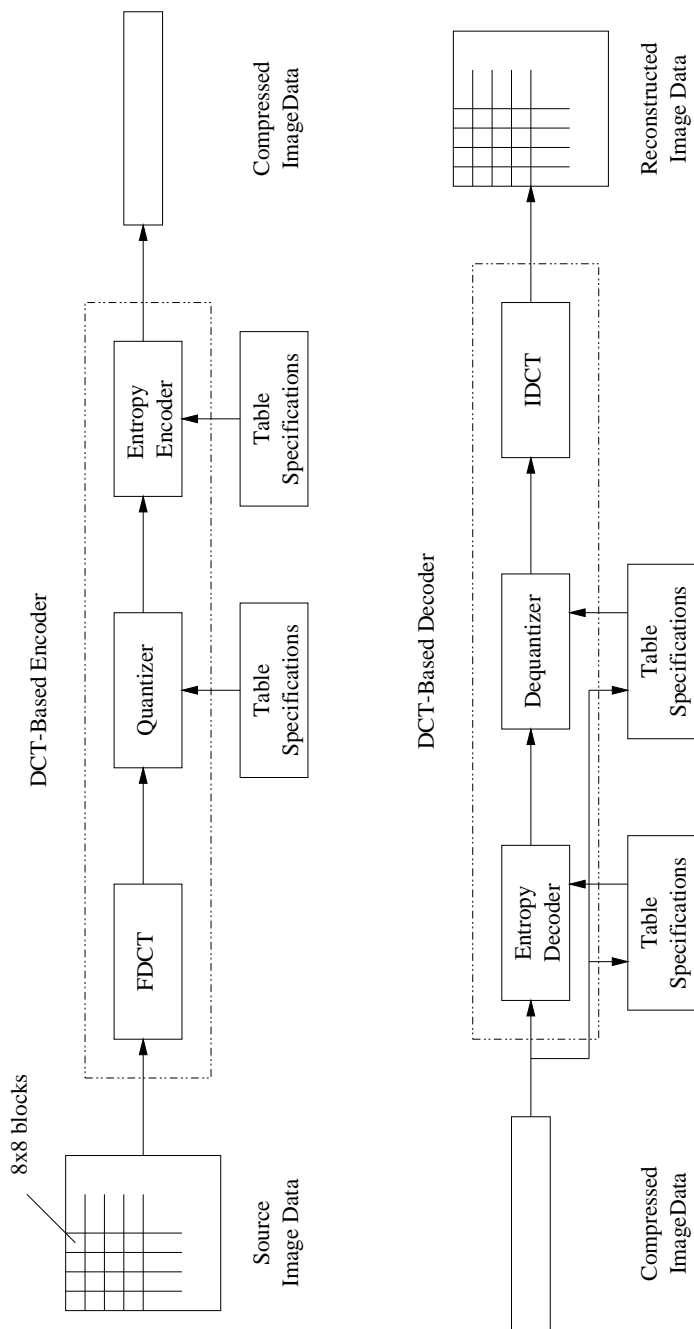 8x8 blocks
DCT-Based Encoder
FDCT
Quantizer
Entropy
Encoder
Source
Image Data
Table
Specifications
Table
Specifications
Compressed
ImageData
DCT-Based Decoder
Entropy
Decoder
Dequantizer
IDCT
Compressed
ImageData
Table
Specifications
Table
Specifications
Reconstructed
Image Data